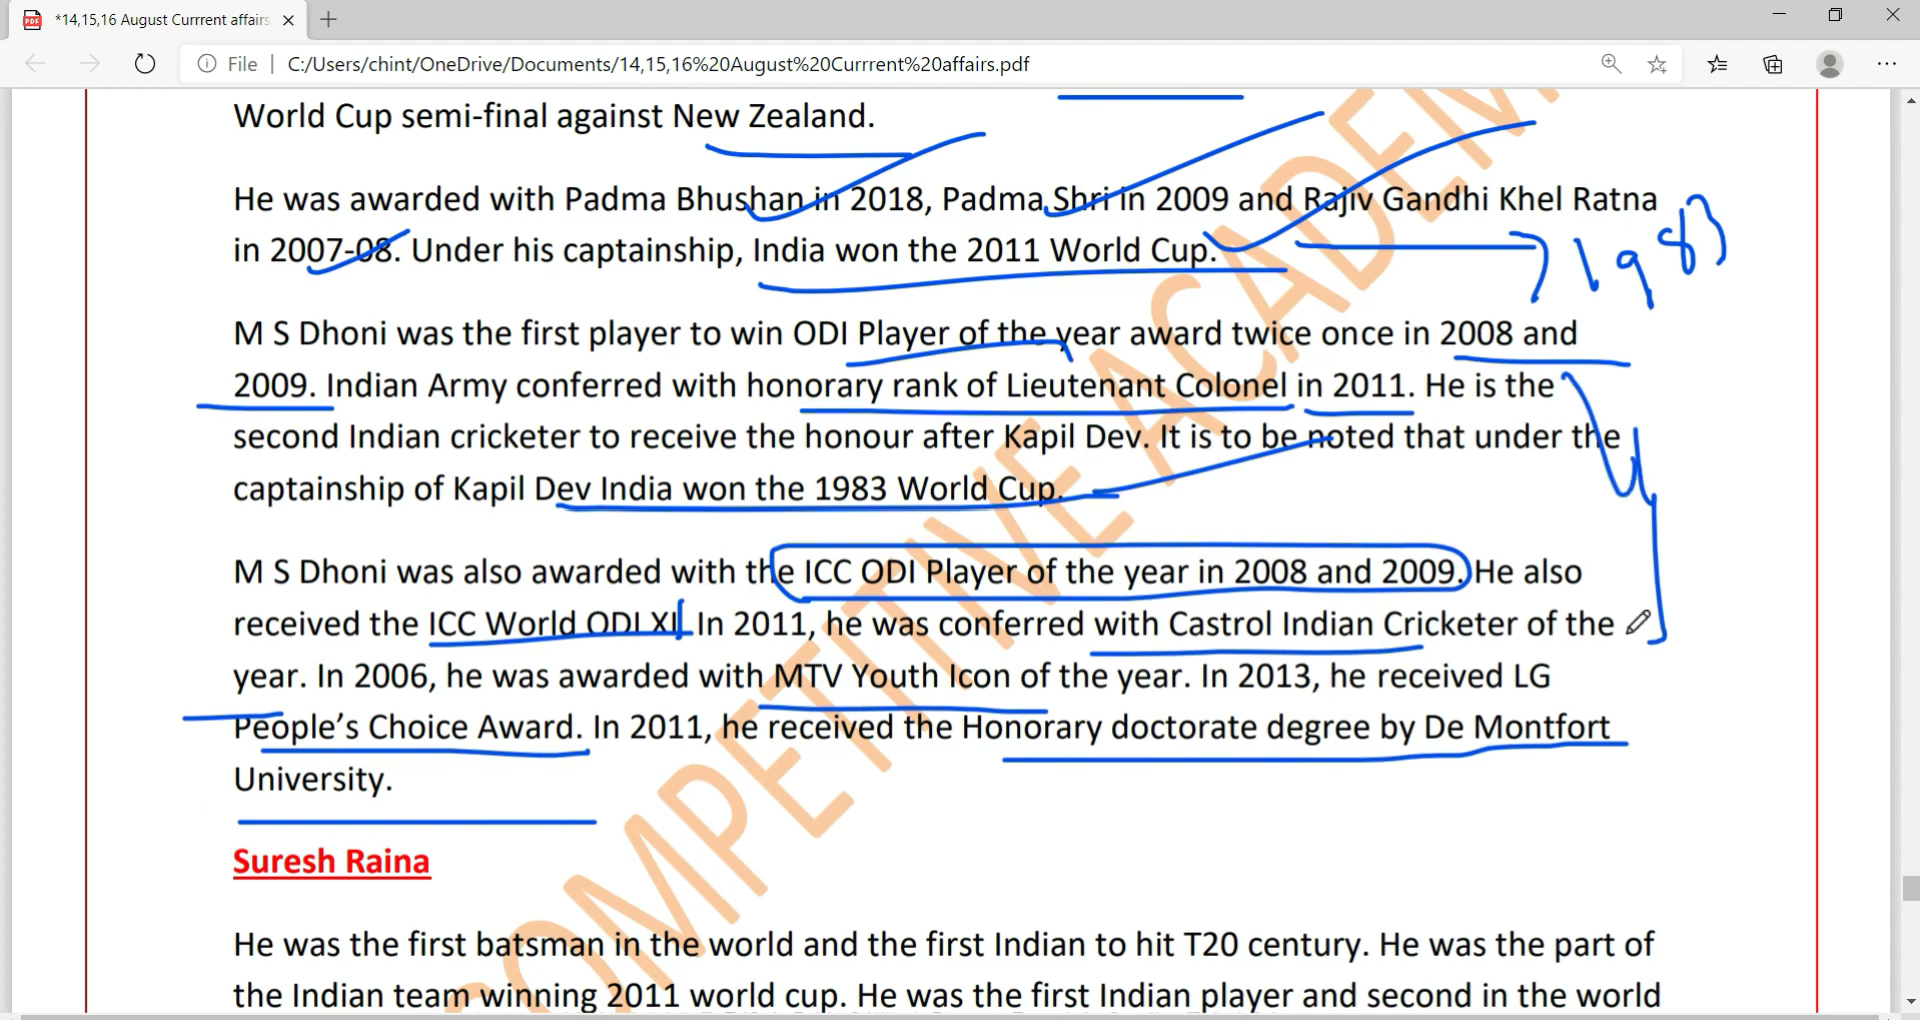 *14,15,16 August Currrent affairs
File
C:/Users/chint/OneDrive/Documents/14,15,16%20August%20Currrent%20affairs.pdf
World Cup semi-final against New Zealand.
He was awarded with Padma Bhushan in 2018, Padma Shri in 2009 and Rajiv Gandhi Khel Ratna
in 2007-08. Under his captainship, India won the 2011 World Cup.
1983
M S Dhoni was the first player to win ODI Player of the year award twice once in 2008 and
2009. Indian Army conferred with honorary rank of Lieutenant Colonel in 2011. He is the
second Indian cricketer to receive the honour after Kapil Dev. It is to be noted that under the
captainship of Kapil Dev India won the 1983 World Cup.
M S Dhoni was also awarded with the ICC ODI Player of the year in 2008 and 2009. He also
received the ICC World ODI XI. In 2011, he was conferred with Castrol Indian Cricketer of the
year. In 2006, he was awarded with MTV Youth Icon of the year. In 2013, he received LG
People’s Choice Award. In 2011, he received the Honorary doctorate degree by De Montfort
University.
Suresh Raina
He was the first batsman in the world and the first Indian to hit T20 century. He was the part of
the Indian team winning 2011 world cup. He was the first Indian player and second in the world
COMPETITIVE ACADEM